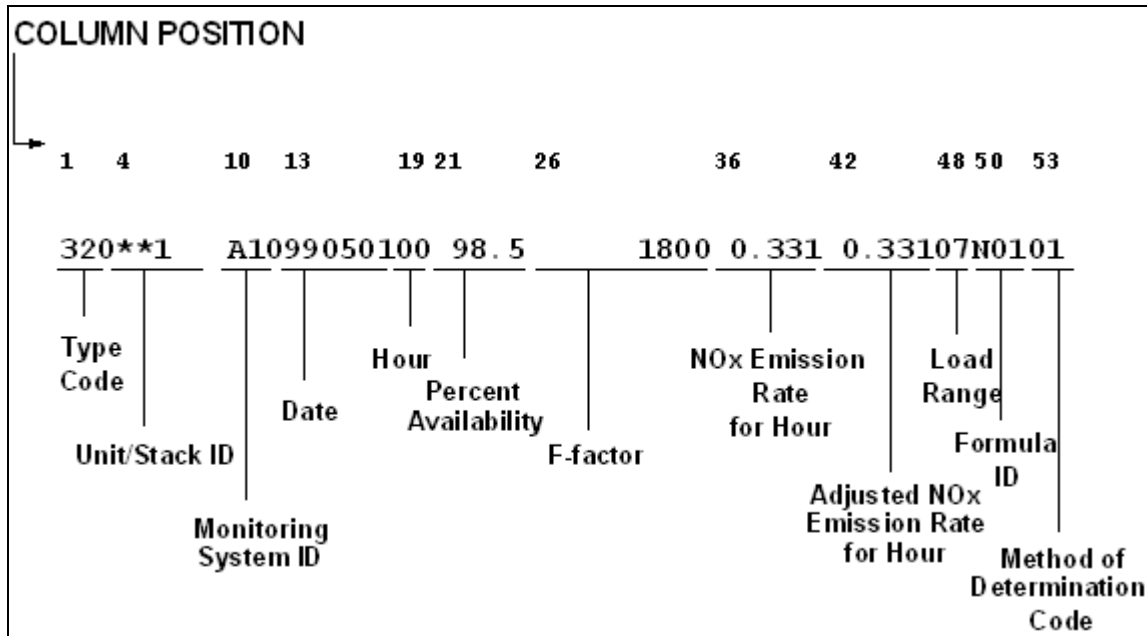 COLUMN POSITION
1 4 10 13 19 21 26 36 42 48 50 53
320**1 A1099050100 98.5 1800 0.331 0.33107N0101
Type
Code
Unit/Stack ID
Monitoring
System ID
Date
Hour
Percent
Availability
F-factor
NOx Emission
Rate
for Hour
Adjusted NOx
Emission Rate
for Hour
Load
Range
Formula
ID
Method of
Determination
Code